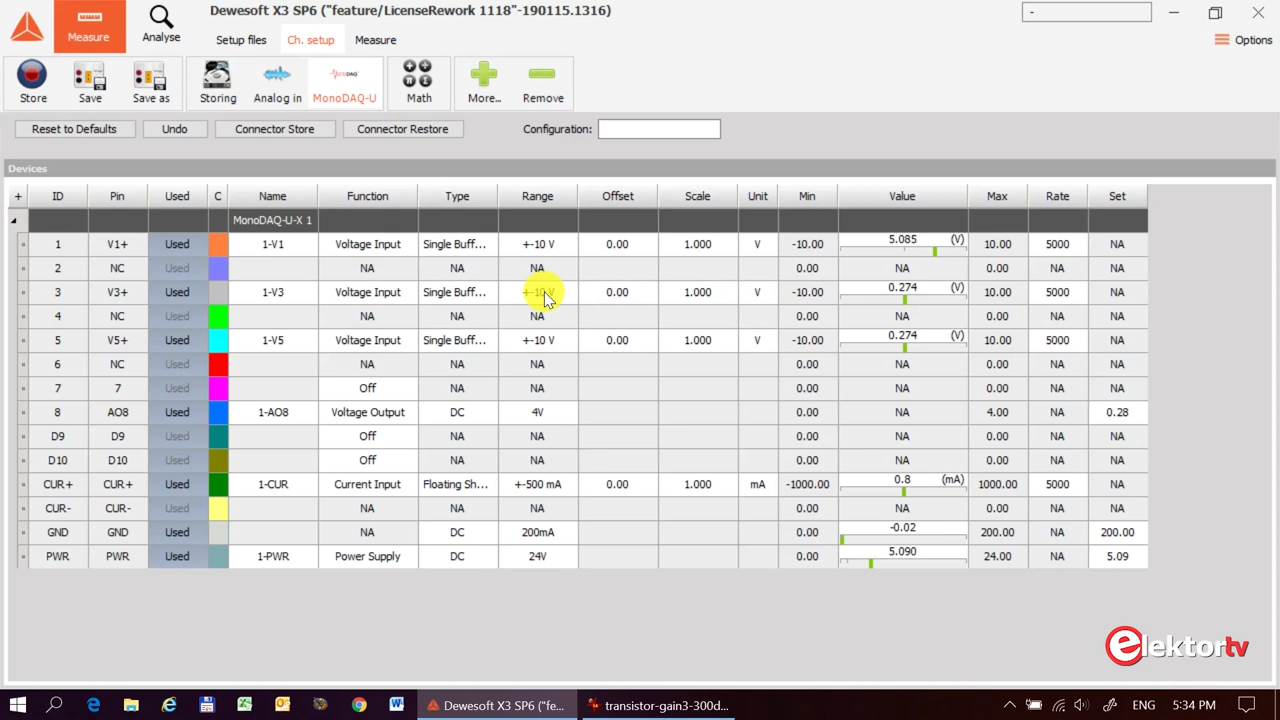 Dewesoft X3 SP6 ("feature/LicenseRework 1118"-190115.1316)
-
Measure
Analyse
Setup files
Ch. setup
Measure
Options
Store
Save
Save as
Storing
Analog in
MonoDAQ-U
Math
More...
Remove
Reset to Defaults
Undo
Connector Store
Connector Restore
Configuration:
Devices
+ ID Pin Used C Name Function Type Range Offset Scale Unit Min Value Max Rate Set
MonoDAQ-U-X 1
1 V1+ Used 1-V1 Voltage Input Single Buff... +-10 V 0.00 1.000 V -10.00 5.085 (V) 10.00 5000 NA
2 NC Used NA NA NA 0.00 NA 0.00 NA NA
3 V3+ Used 1-V3 Voltage Input Single Buff... +-10 V 0.00 1.000 V -10.00 0.274 (V) 10.00 5000 NA
4 NC Used NA NA NA 0.00 NA 0.00 NA NA
5 V5+ Used 1-V5 Voltage Input Single Buff... +-10 V 0.00 1.000 V -10.00 0.274 (V) 10.00 5000 NA
6 NC Used NA NA NA 0.00 NA 0.00 NA NA
7 7 Used Off NA NA 0.00 NA 0.00 NA NA
8 AO8 Used 1-AO8 Voltage Output DC 4V 0.00 NA 4.00 NA 0.28
D9 D9 Used Off NA NA 0.00 NA 0.00 NA NA
D10 D10 Used Off NA NA 0.00 NA 0.00 NA NA
CUR+ CUR+ Used 1-CUR Current Input Floating Sh... +-500 mA 0.00 1.000 mA -1000.00 0.8 (mA) 1000.00 5000 NA
CUR- CUR- Used NA NA NA 0.00 NA 0.00 NA NA
GND GND Used NA DC 200mA 0.00 -0.02 200.00 NA 200.00
PWR PWR Used 1-PWR Power Supply DC 24V 0.00 5.090 24.00 NA 5.09
elektortv
Dewesoft X3 SP6 ("fe...
transistor-gain3-300d...
ENG
5:34 PM